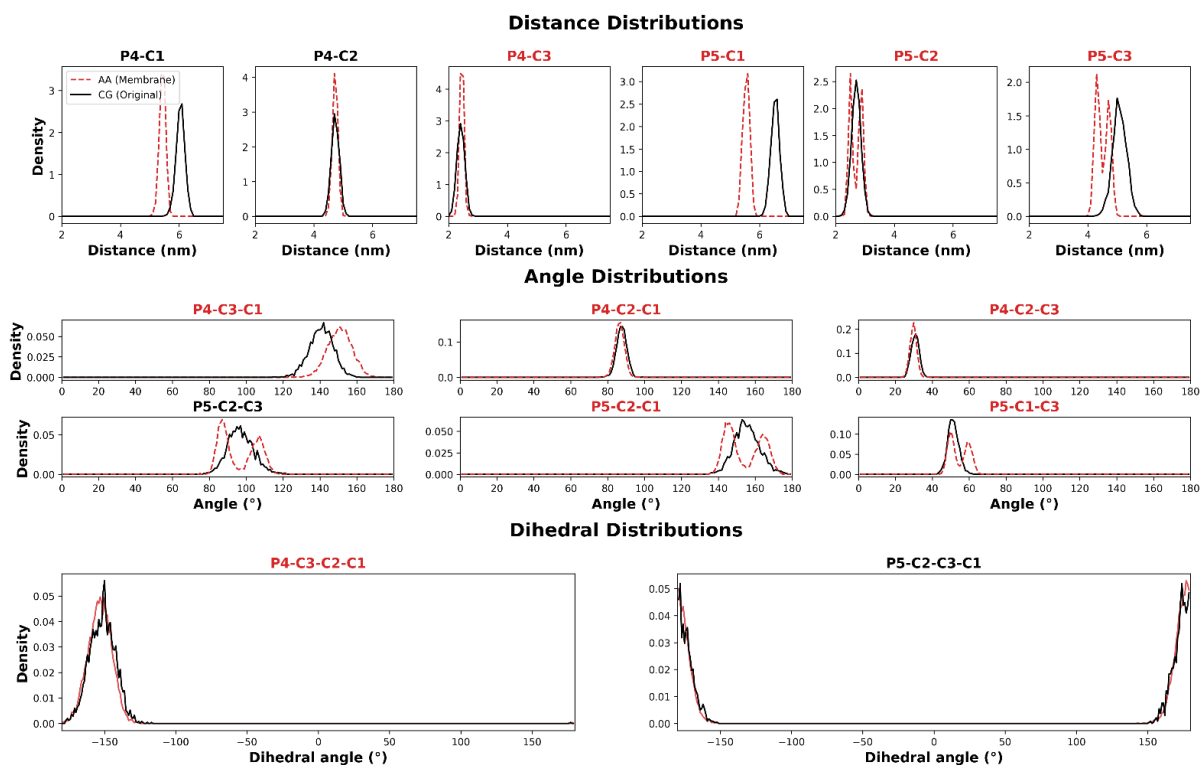 Distance Distributions
P4-C1
P4-C2
P4-C3
P5-C1
P5-C2
P5-C3
AA (Membrane)
CG (Original)
Density
3
2
1
0
4
3
2
1
0
4
3
2
1
0
3.0
2.5
2.0
1.5
1.0
0.5
0.0
2.5
2.0
1.5
1.0
0.5
0.0
2.0
1.5
1.0
0.5
0.0
2 4 6
2 4 6
2 4 6
2 4 6
2 4 6
2 4 6
Distance (nm)
Distance (nm)
Distance (nm)
Distance (nm)
Distance (nm)
Distance (nm)
Angle Distributions
P4-C3-C1
P4-C2-C1
P4-C2-C3
Density
0.050
0.025
0.000
0.1
0.0
0.2
0.1
0.0
0 20 40 60 80 100 120 140 160 180
0 20 40 60 80 100 120 140 160 180
0 20 40 60 80 100 120 140 160 180
P5-C2-C3
P5-C2-C1
P5-C1-C3
Density
0.05
0.00
0.050
0.025
0.000
0.10
0.05
0.00
0 20 40 60 80 100 120 140 160 180
0 20 40 60 80 100 120 140 160 180
0 20 40 60 80 100 120 140 160 180
Angle (°)
Angle (°)
Angle (°)
Dihedral Distributions
P4-C3-C2-C1
P5-C2-C3-C1
Density
0.05
0.04
0.03
0.02
0.01
0.00
0.05
0.04
0.03
0.02
0.01
0.00
−150 −100 −50 0 50 100 150
−150 −100 −50 0 50 100 150
Dihedral angle (°)
Dihedral angle (°)